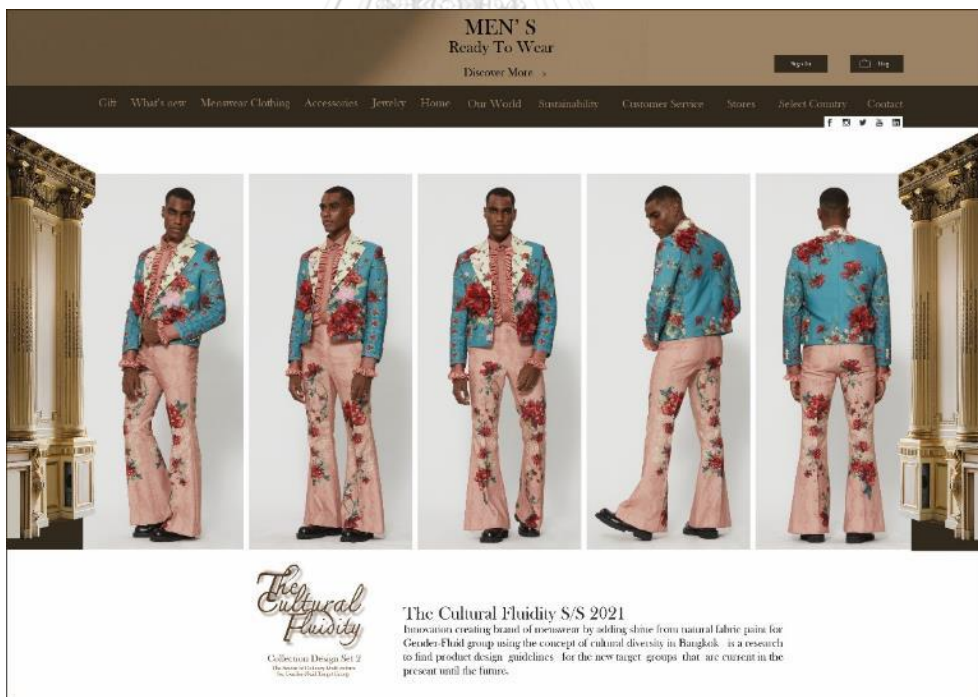 MEN' S
Ready To Wear
Discover More >
Sign In
Bag
Gift What's new Menswear Clothing Accessories Jewelry Home Our World Sustainability Customer Service Stores Select Country Contact
The
Cultural
Fluidity
Collection Design Set 2
The Cultural Fluidity S/S 2021
Innovation creating brand of menswear by adding shine from natural fabric paint for
Gender-Fluid group using the concept of cultural diversity in Bangkok is a research
to find product design guidelines for the new target groups that are current in the
present until the future.